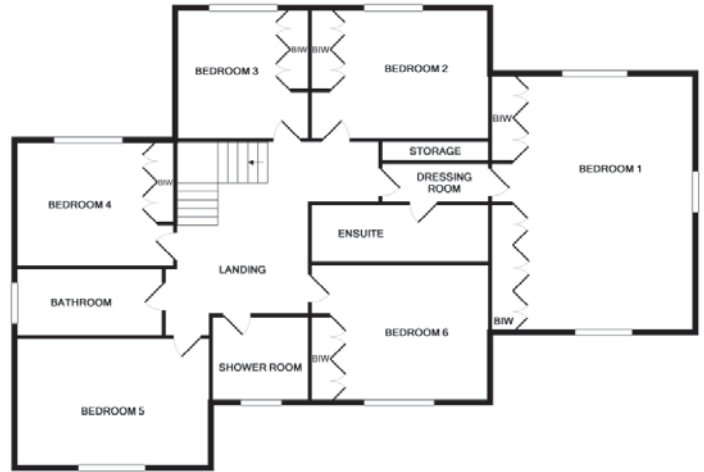 BEDROOM 3
BIW
BIW
BEDROOM 2
BIW
BEDROOM 1
STORAGE
DRESSING
ROOM
BEDROOM 4
BIW
ENSUITE
LANDING
BATHROOM
BIW
BEDROOM 6
BIW
SHOWER ROOM
BEDROOM 5